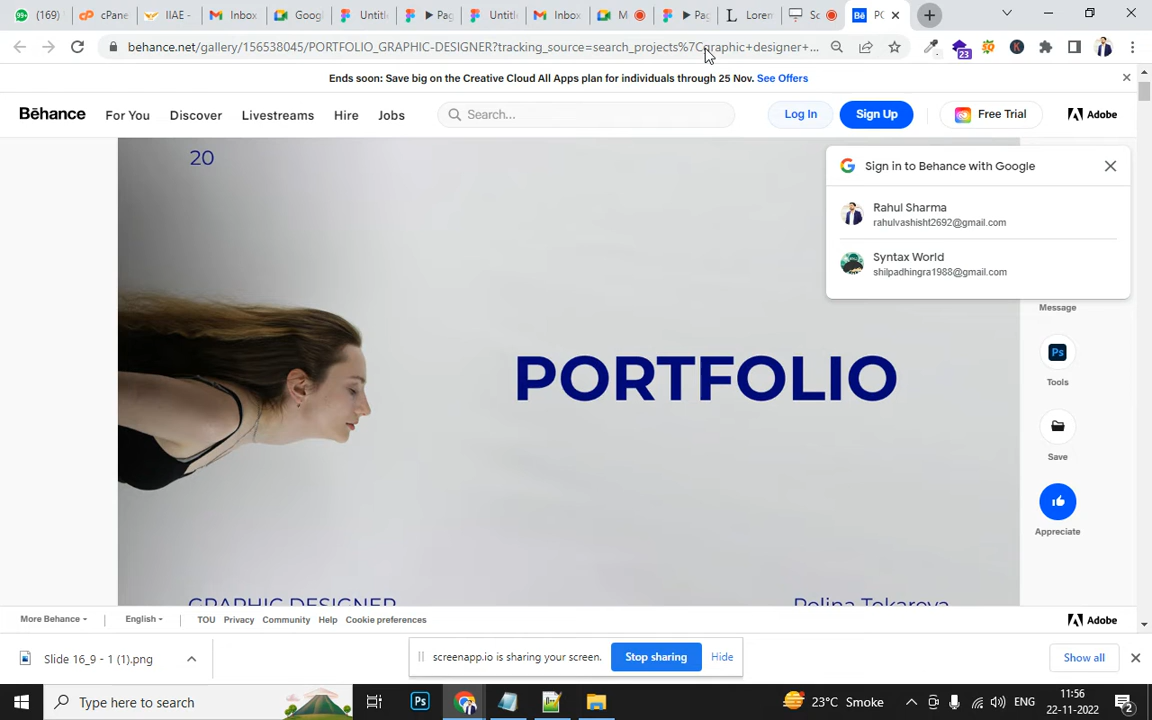 (169)
cPane
IIAE -
Inbox
Goog
Untitl
Pag
Untitl
Inbox
M
Pag
Lorem
Sc
PO
behance.net/gallery/156538045/PORTFOLIO_GRAPHIC-DESIGNER?tracking_source=search_projects%7Cgraphic+designer+...
23
Ends soon: Save big on the Creative Cloud All Apps plan for individuals through 25 Nov. See Offers
Bēhance
For You
Discover
Livestreams
Hire
Jobs
Search...
Log In
Sign Up
Free Trial
Adobe
20
Sign in to Behance with Google
Rahul Sharma
rahulvashisht2692@gmail.com
Syntax World
shilpadhingra1988@gmail.com
Message
Ps
Tools
PORTFOLIO
Save
Appreciate
GRAPHIC DESIGNER
Polina Tokareva
More Behance
English
TOU
Privacy
Community
Help
Cookie preferences
Adobe
Slide 16_9 - 1 (1).png
screenapp.io is sharing your screen.
Stop sharing
Hide
Show all
Type here to search
Ps
23°C Smoke
ENG
11:56
22-11-2022
2